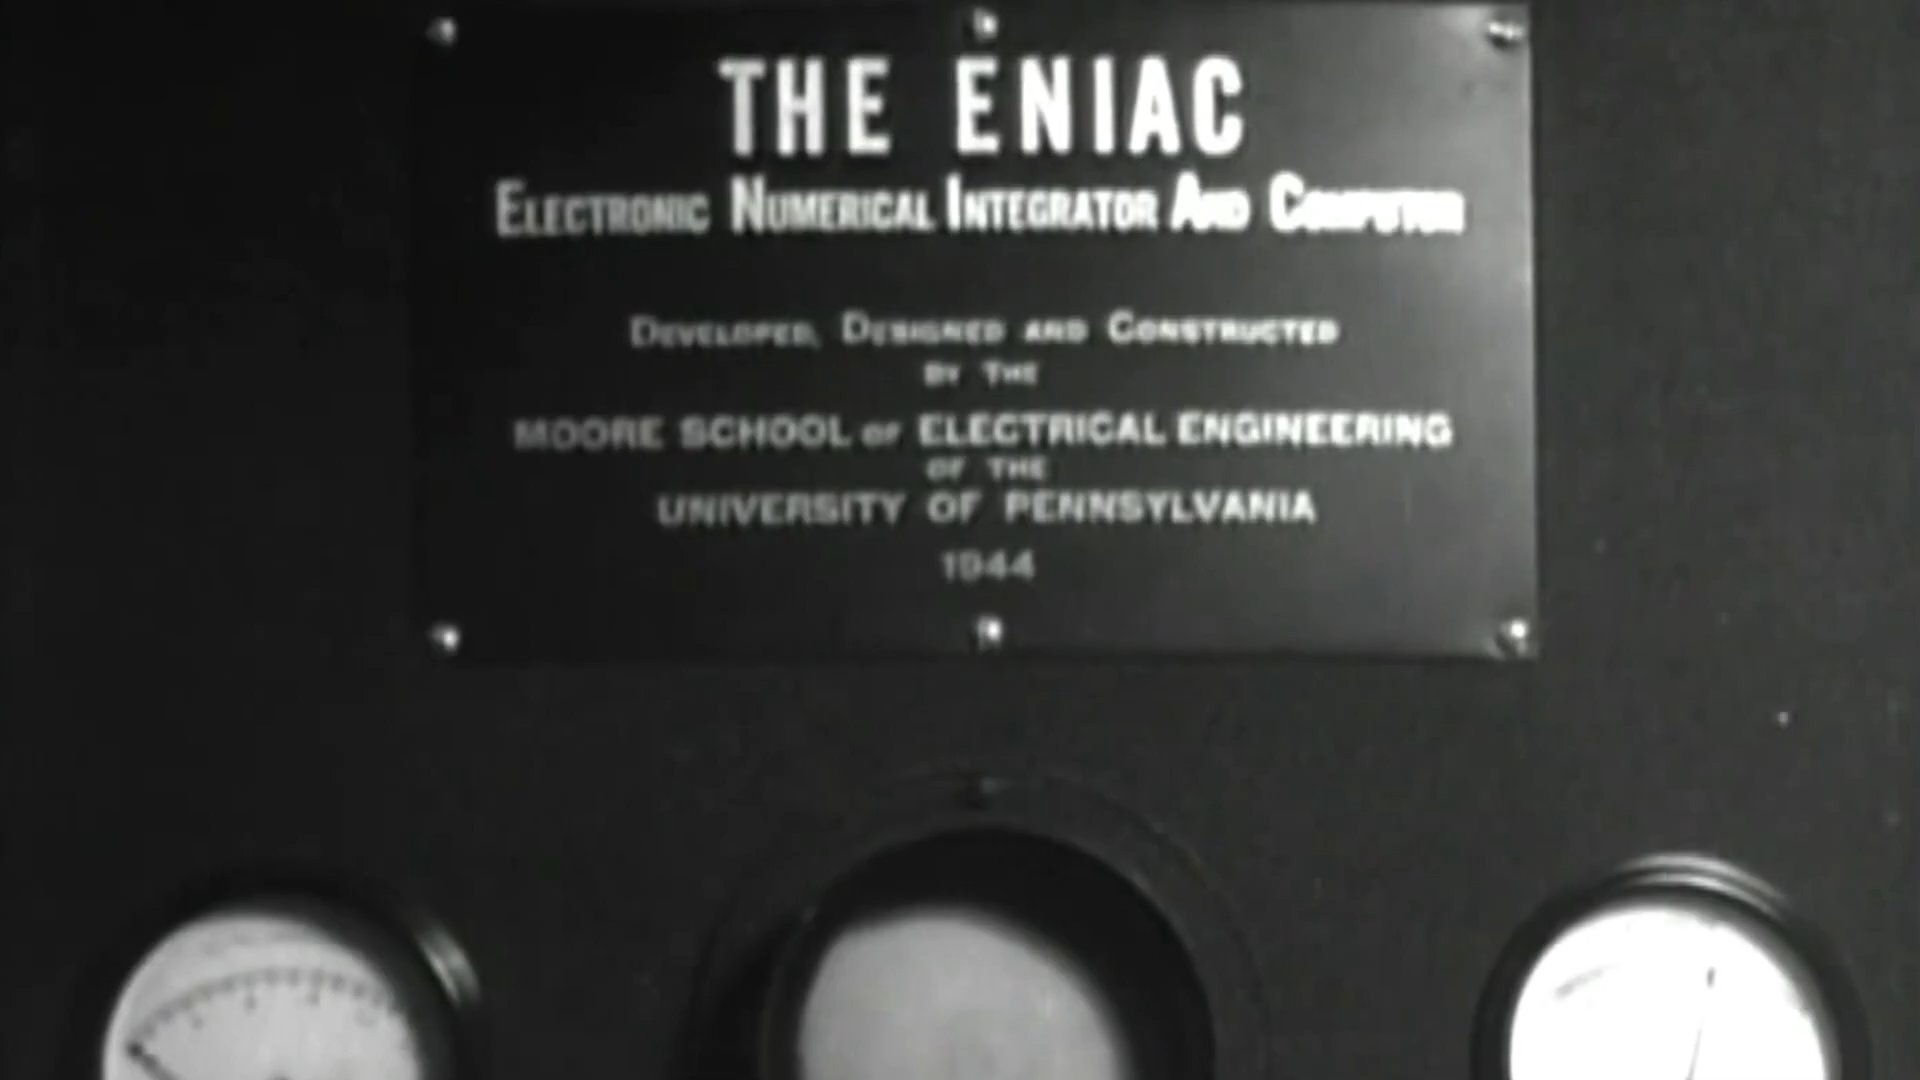 THE ENIAC
ELECTRONIC NUMERICAL INTEGRATOR AND COMPUTER
DEVELOPED, DESIGNED AND CONSTRUCTED
BY THE
MOORE SCHOOL OF ELECTRICAL ENGINEERING
OF THE
UNIVERSITY OF PENNSYLVANIA
1944